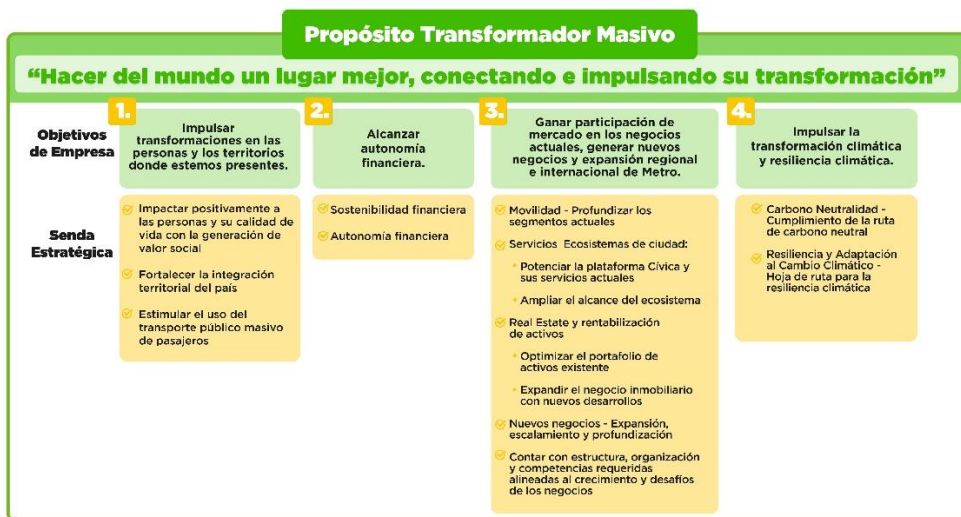 Propósito Transformador Masivo
“Hacer del mundo un lugar mejor, conectando e impulsando su transformación”
Objetivos
de Empresa
1.
Impulsar
transformaciones en las
personas y los territorios
donde estemos presentes.
2.
Alcanzar
autonomía
financiera.
3.
Ganar participación de
mercado en los negocios
actuales, generar nuevos
negocios y expansión regional
e internacional de Metro.
4.
Impulsar la
transformación climática
y resiliencia climática.
Senda
Estratégica
Impactar positivamente a
las personas y su calidad de
vida con la generación de
valor social
Fortalecer la integración
territorial del país
Estimular el uso del
transporte público masivo
de pasajeros
Sostenibilidad financiera
Autonomía financiera
Movilidad - Profundizar los
segmentos actuales
Servicios Ecosistemas de ciudad:
• Potenciar la plataforma Cívica y
sus servicios actuales
• Ampliar el alcance del ecosistema
Real Estate y rentabilización
de activos
• Optimizar el portafolio de
activos existente
• Expandir el negocio inmobiliario
con nuevos desarrollos
Nuevos negocios - Expansión,
escalamiento y profundización
Contar con estructura, organización
y competencias requeridas
alineadas al crecimiento y desafíos
de los negocios
Carbono Neutralidad -
Cumplimiento de la ruta
de carbono neutral
Resiliencia y Adaptación
al Cambio Climático -
Hoja de ruta para la
resiliencia climática